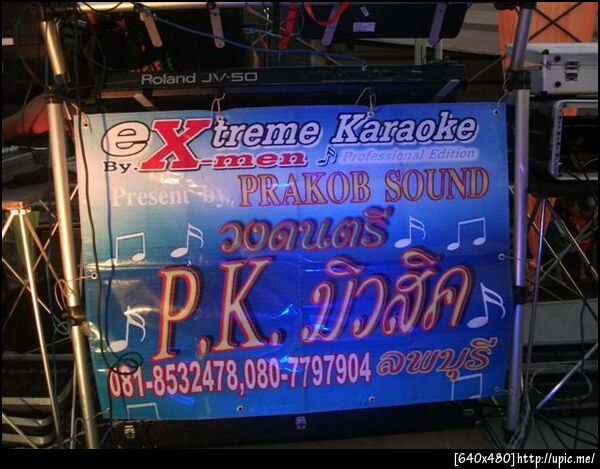 Roland JV-50
eXtreme Karaoke
By. X-men Professional Edition
Present by.. PRAKOB SOUND
วงดนตรี
P.K. มิวสิค
081-8532478,080-7797904 ลพบุรี
[640x480]http://upic.me/